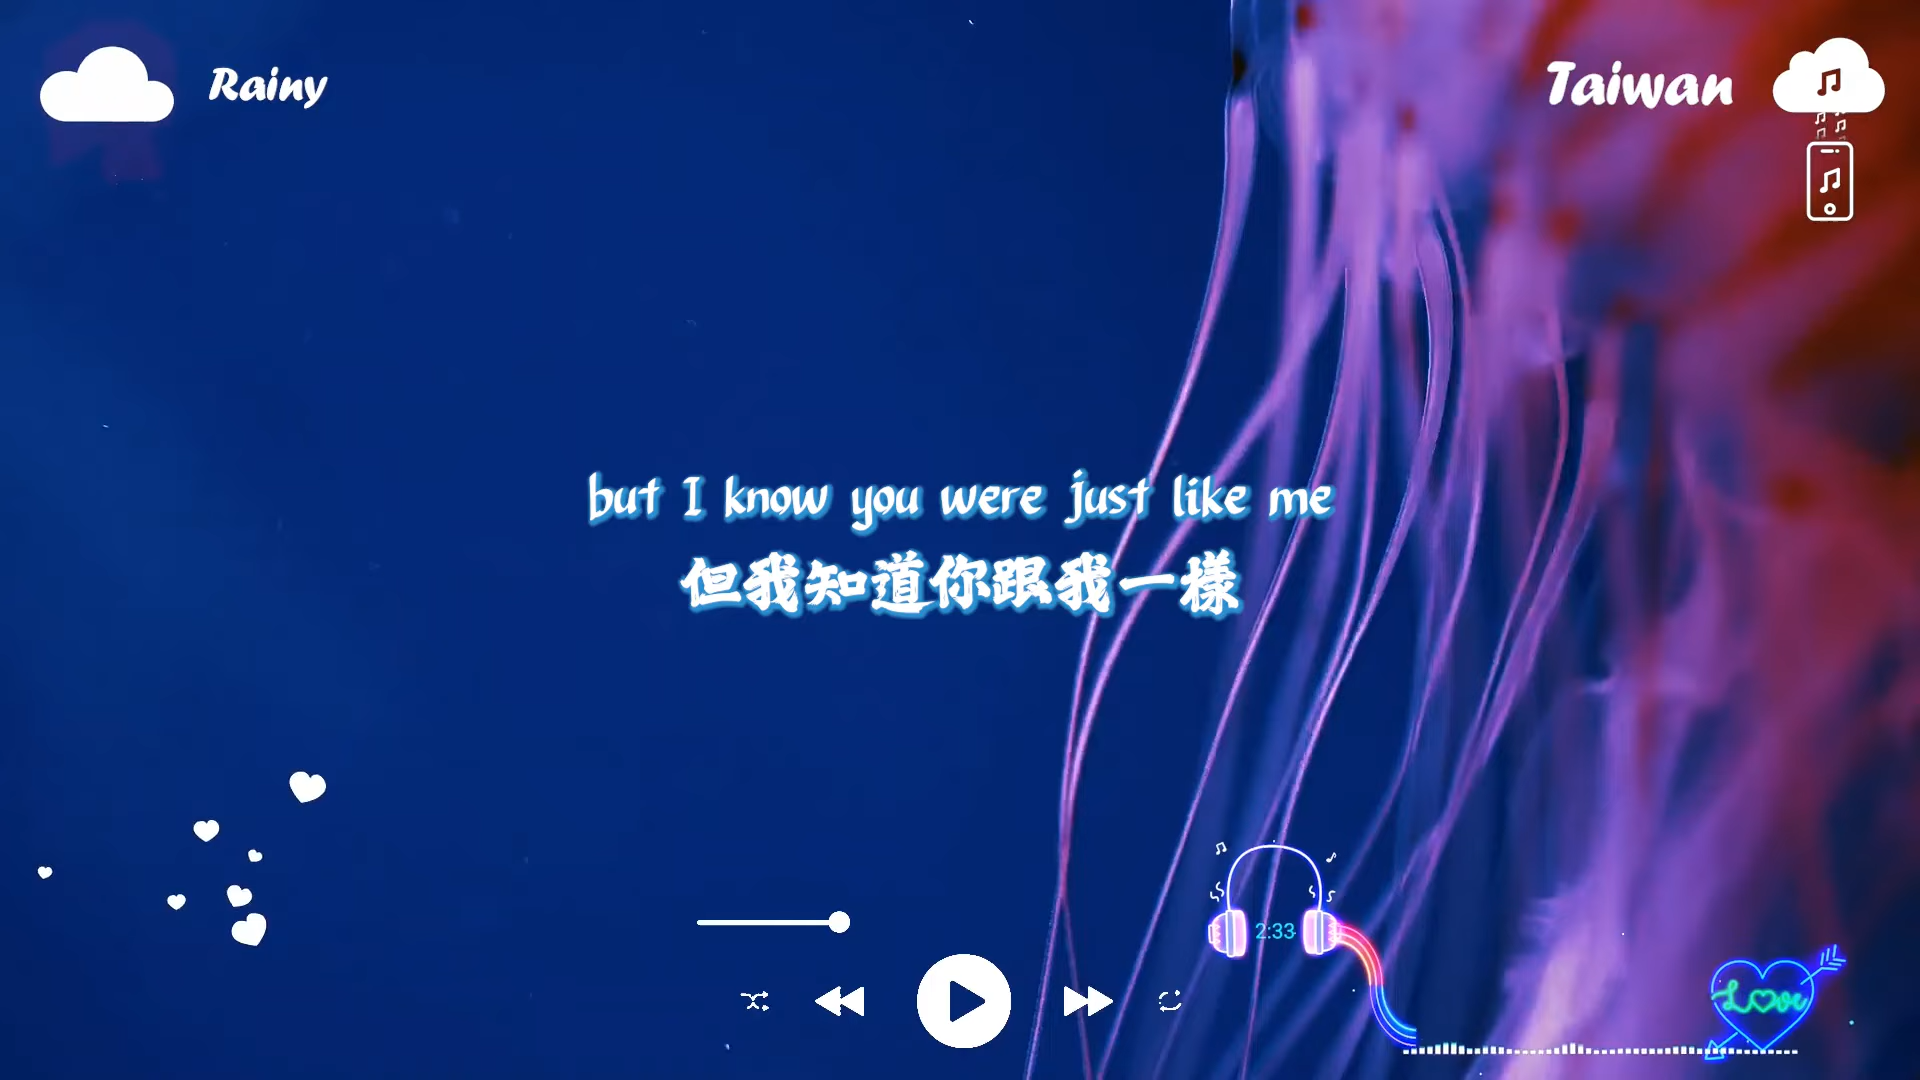 Rainy
Taiwan
but I know you were just like me
但我知道你跟我一樣
2:33
Love